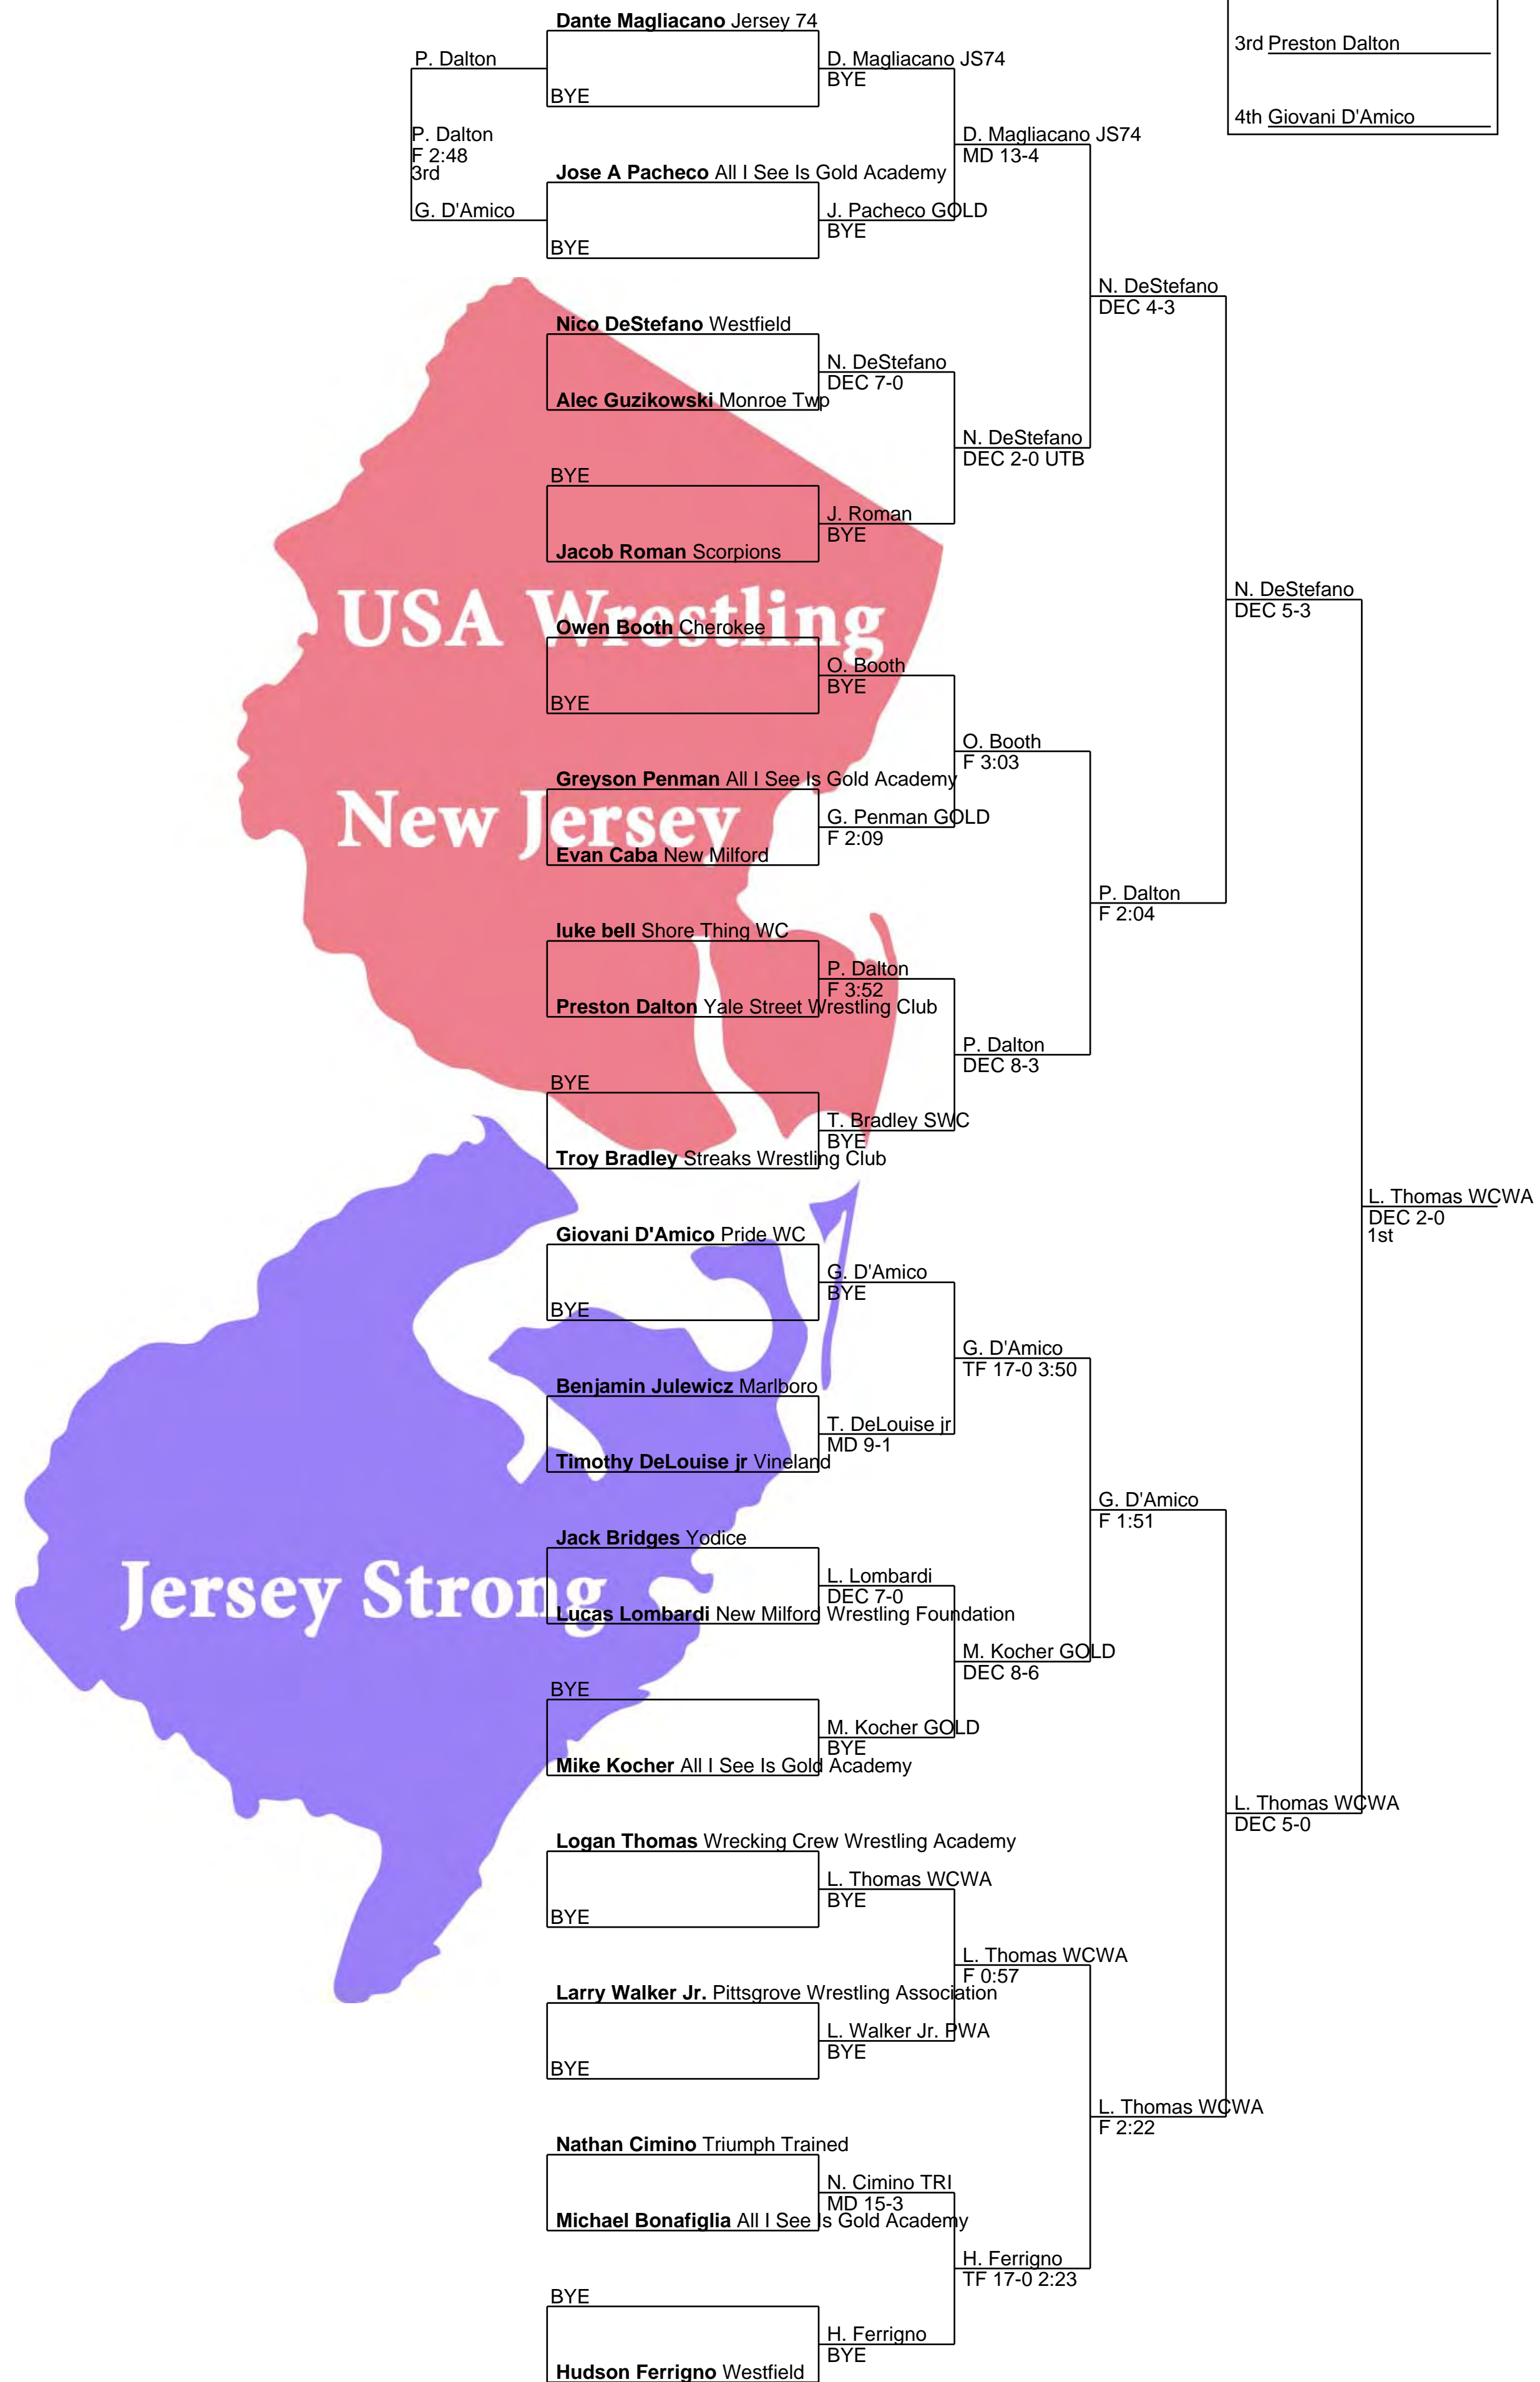 Dante Magliacano Jersey 74
P. Dalton
D. Magliacano JS74
BYE
BYE
3rd Preston Dalton
4th Giovani D'Amico
P. Dalton
F 2:48
3rd
D. Magliacano JS74
MD 13-4
Jose A Pacheco All I See Is Gold Academy
G. D'Amico
J. Pacheco GOLD
BYE
BYE
N. DeStefano
DEC 4-3
Nico DeStefano Westfield
N. DeStefano
DEC 7-0
Alec Guzikowski Monroe Twp
N. DeStefano
DEC 2-0 UTB
BYE
J. Roman
BYE
Jacob Roman Scorpions
N. DeStefano
DEC 5-3
USA Wrestling
Owen Booth Cherokee
O. Booth
BYE
BYE
O. Booth
F 3:03
Greyson Penman All I See Is Gold Academy
New Jersey
G. Penman GOLD
F 2:09
Evan Caba New Milford
P. Dalton
F 2:04
luke bell Shore Thing WC
P. Dalton
F 3:52
Preston Dalton Yale Street Wrestling Club
P. Dalton
DEC 8-3
BYE
T. Bradley SWC
BYE
Troy Bradley Streaks Wrestling Club
L. Thomas WCWA
DEC 2-0
1st
Giovani D'Amico Pride WC
G. D'Amico
BYE
BYE
G. D'Amico
TF 17-0 3:50
Benjamin Julewicz Marlboro
T. DeLouise jr
MD 9-1
Timothy DeLouise jr Vineland
G. D'Amico
F 1:51
Jack Bridges Yodice
Jersey Strong
L. Lombardi
DEC 7-0
Lucas Lombardi New Milford Wrestling Foundation
M. Kocher GOLD
DEC 8-6
BYE
M. Kocher GOLD
BYE
Mike Kocher All I See Is Gold Academy
L. Thomas WCWA
DEC 5-0
Logan Thomas Wrecking Crew Wrestling Academy
L. Thomas WCWA
BYE
BYE
L. Thomas WCWA
F 0:57
Larry Walker Jr. Pittsgrove Wrestling Association
L. Walker Jr. PWA
BYE
BYE
L. Thomas WCWA
F 2:22
Nathan Cimino Triumph Trained
N. Cimino TRI
MD 15-3
Michael Bonafiglia All I See Is Gold Academy
H. Ferrigno
TF 17-0 2:23
BYE
H. Ferrigno
BYE
Hudson Ferrigno Westfield